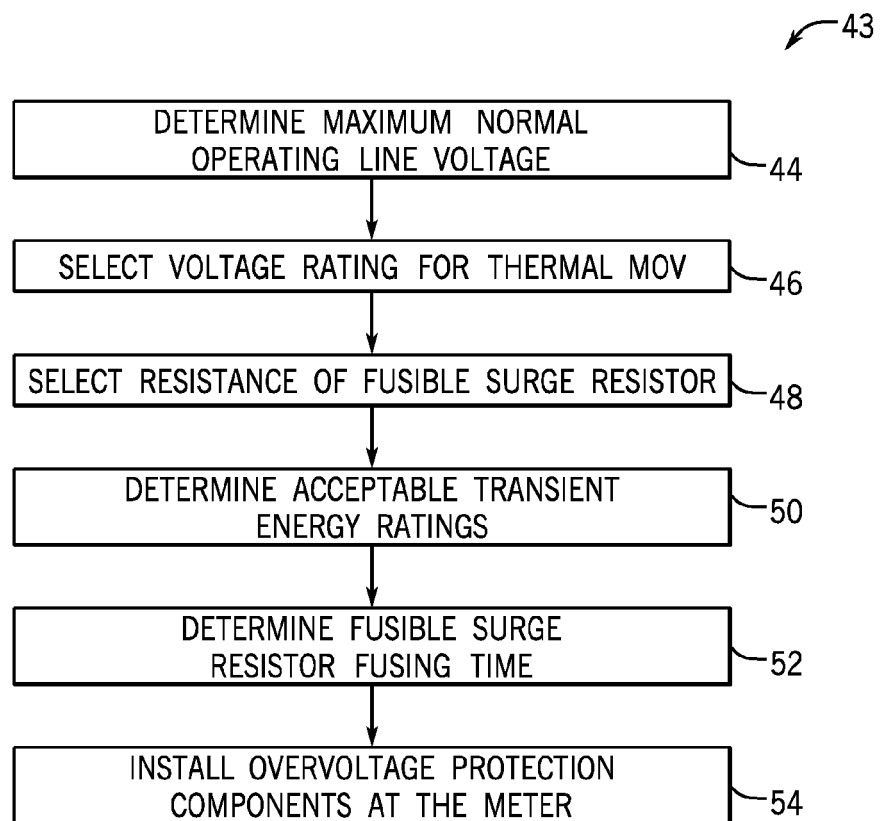 43
DETERMINE MAXIMUM NORMAL
OPERATING LINE VOLTAGE
44
SELECT VOLTAGE RATING FOR THERMAL MOV
46
SELECT RESISTANCE OF FUSIBLE SURGE RESISTOR
48
DETERMINE ACCEPTABLE TRANSIENT
ENERGY RATINGS
50
DETERMINE FUSIBLE SURGE
RESISTOR FUSING TIME
52
INSTALL OVERVOLTAGE PROTECTION
COMPONENTS AT THE METER
54